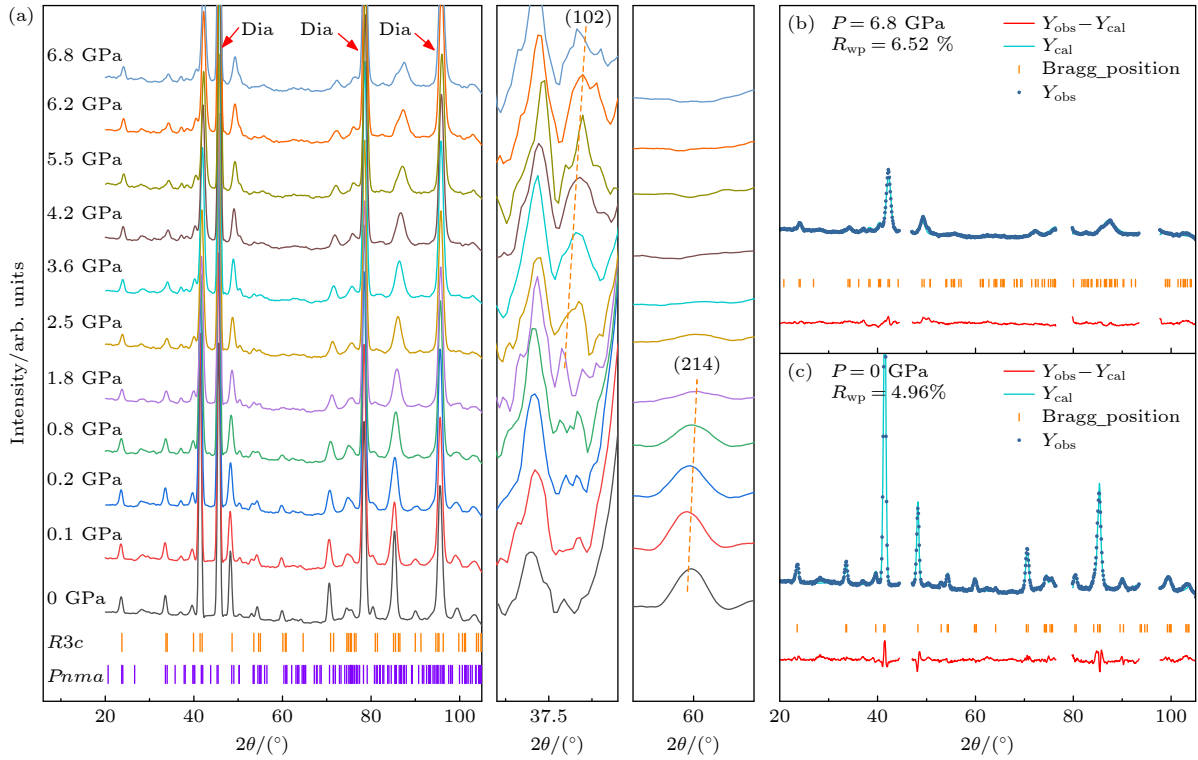 (a)
(102)
Dia
Dia
Dia
6.8 GPa
6.2 GPa
5.5 GPa
4.2 GPa
3.6 GPa
2.5 GPa
1.8 GPa
(214)
0.8 GPa
0.2 GPa
0.1 GPa
0 GPa
R3c
Pnma
Intensity/arb. units
20 40 60 80 100
2θ/(°)
37.5
2θ/(°)
60
2θ/(°)
(b) P = 6.8 GPa
Rwp = 6.52 %
Yobs − Ycal
Ycal
Bragg_position
Yobs
(c) P = 0 GPa
Rwp = 4.96%
Yobs − Ycal
Ycal
Bragg_position
Yobs
20 40 60 80 100
2θ/(°)